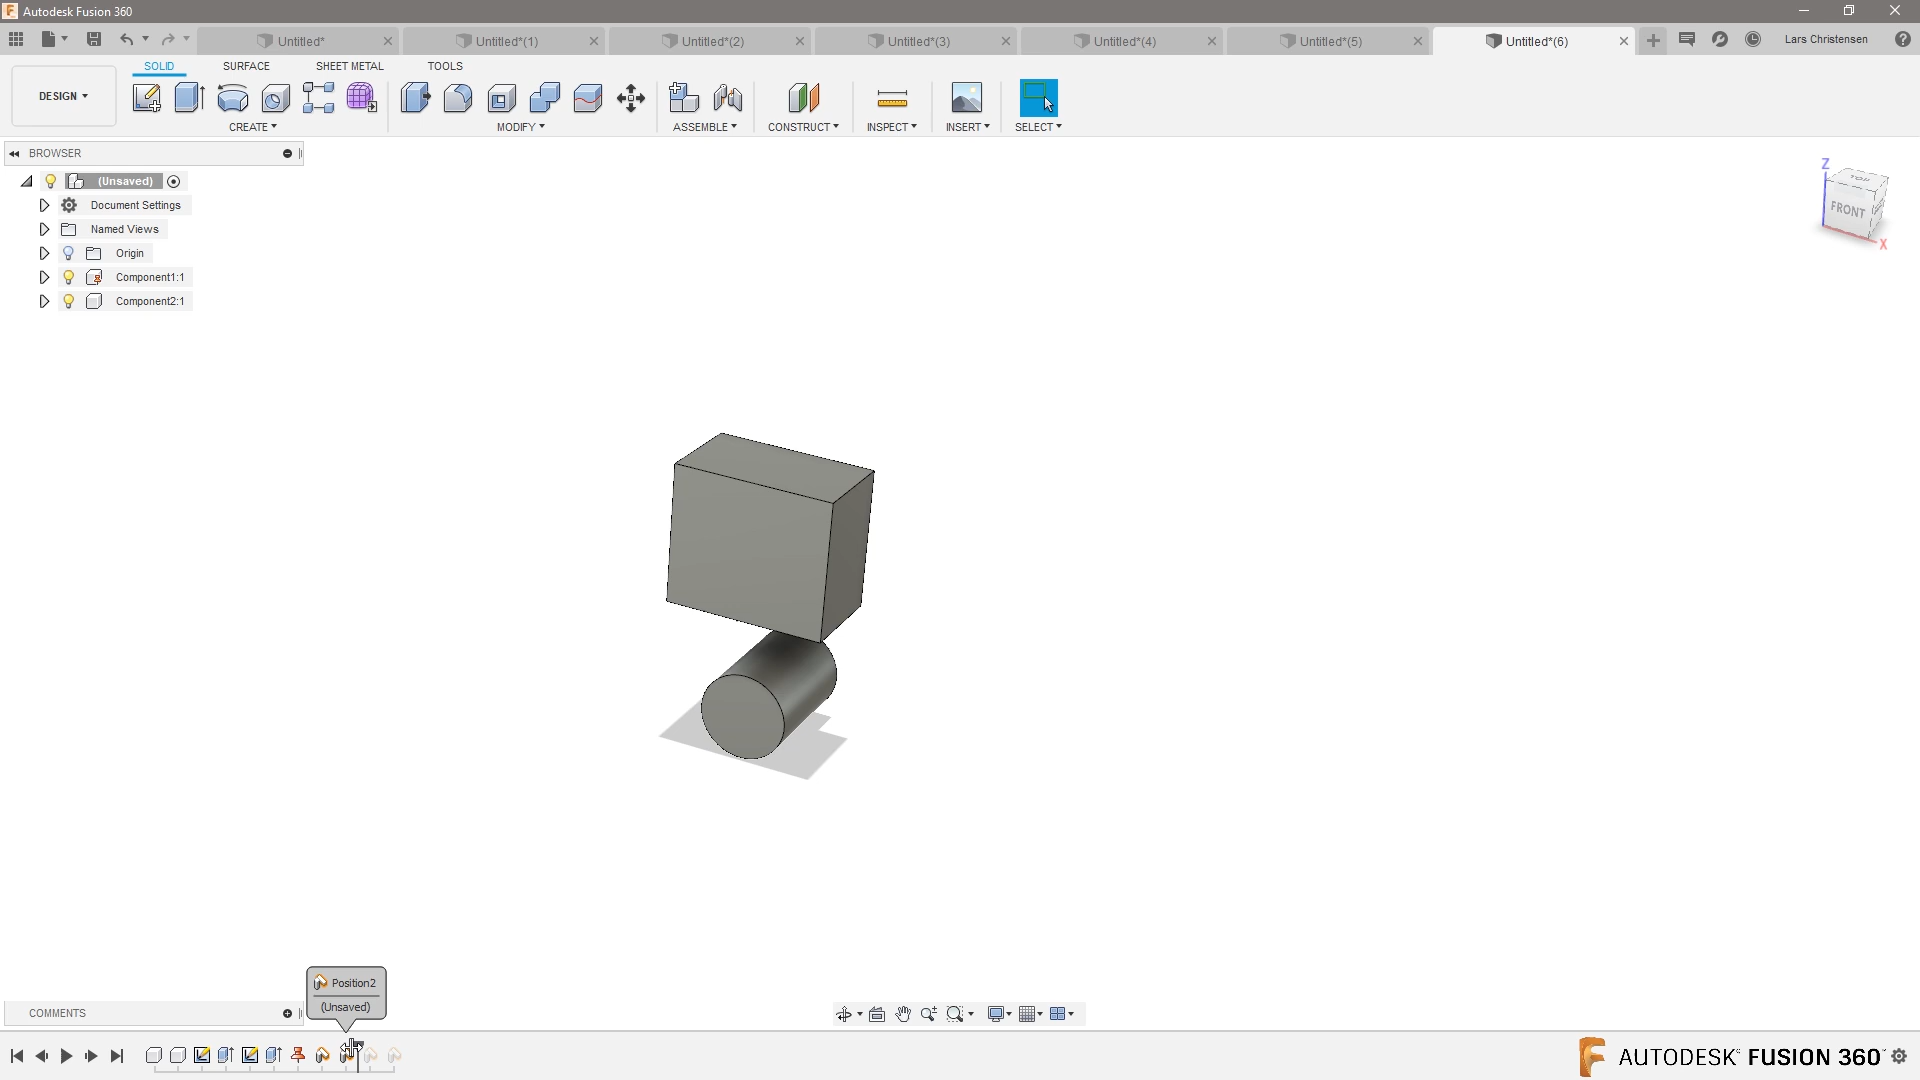 Autodesk Fusion 360
Untitled*
Untitled*(1)
Untitled*(2)
Untitled*(3)
Untitled*(4)
Untitled*(5)
Untitled*(6)
Lars Christensen
SOLID
SURFACE
SHEET METAL
TOOLS
DESIGN
CREATE
MODIFY
ASSEMBLE
CONSTRUCT
INSPECT
INSERT
SELECT
BROWSER
(Unsaved)
Document Settings
Named Views
Origin
Component1:1
Component2:1
Z
TOP
FRONT
X
Position2
(Unsaved)
COMMENTS
AUTODESK FUSION 360